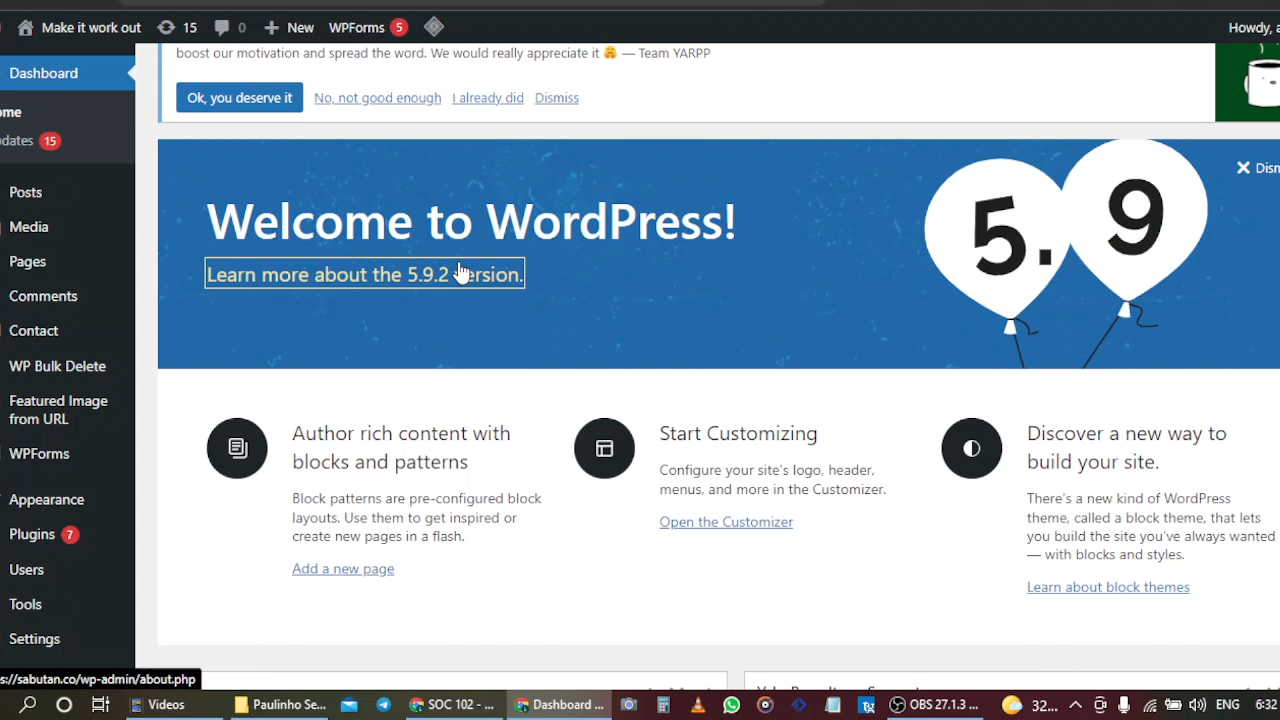 Make it work out 15 0 New WPForms 5 Howdy, a
boost our motivation and spread the word. We would really appreciate it 🤗 — Team YARPP
Ok, you deserve it No, not good enough I already did Dismiss
Dashboard
ome
pdates 15
Posts
Media
Pages
Comments
Contact
WP Bulk Delete
Featured Image
from URL
WPForms
Appearance
Plugins 7
Users
Tools
Settings
Dism
Welcome to WordPress!
Learn more about the 5.9.2 version.
5.9
Author rich content with
blocks and patterns
Block patterns are pre-configured block
layouts. Use them to get inspired or
create new pages in a flash.
Add a new page
Start Customizing
Configure your site's logo, header,
menus, and more in the Customizer.
Open the Customizer
Discover a new way to
build your site.
There's a new kind of WordPress
theme, called a block theme, that lets
you build the site you've always wanted
— with blocks and styles.
Learn about block themes
s://sabutan.co/wp-admin/about.php
Videos Paulinho Se... SOC 102 - ... Dashboard ... OBS 27.1.3 ... 32... ENG 6:32